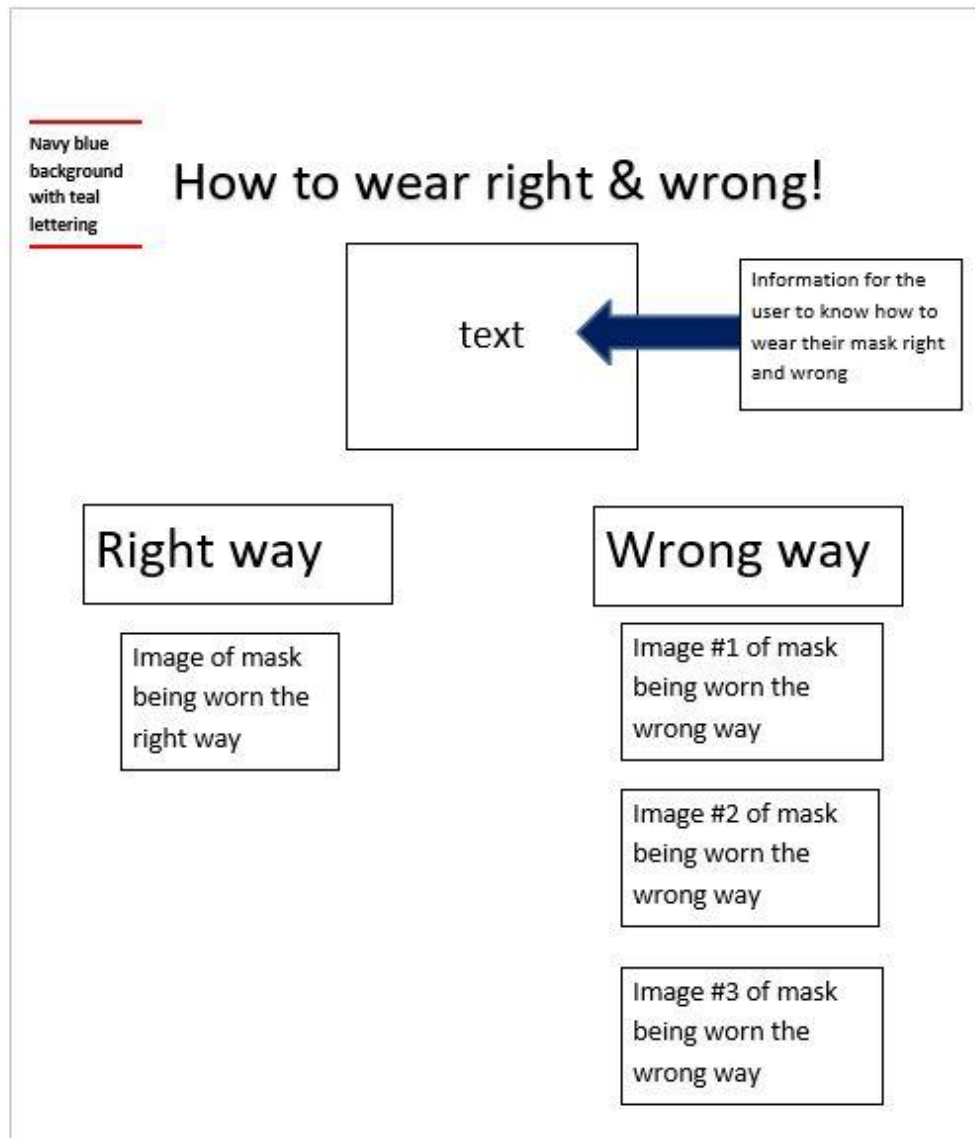 Navy blue
background
with teal
lettering
How to wear right & wrong!
text
Information for the
user to know how to
wear their mask right
and wrong
Right way
Image of mask
being worn the
right way
Wrong way
Image #1 of mask
being worn the
wrong way
Image #2 of mask
being worn the
wrong way
Image #3 of mask
being worn the
wrong way